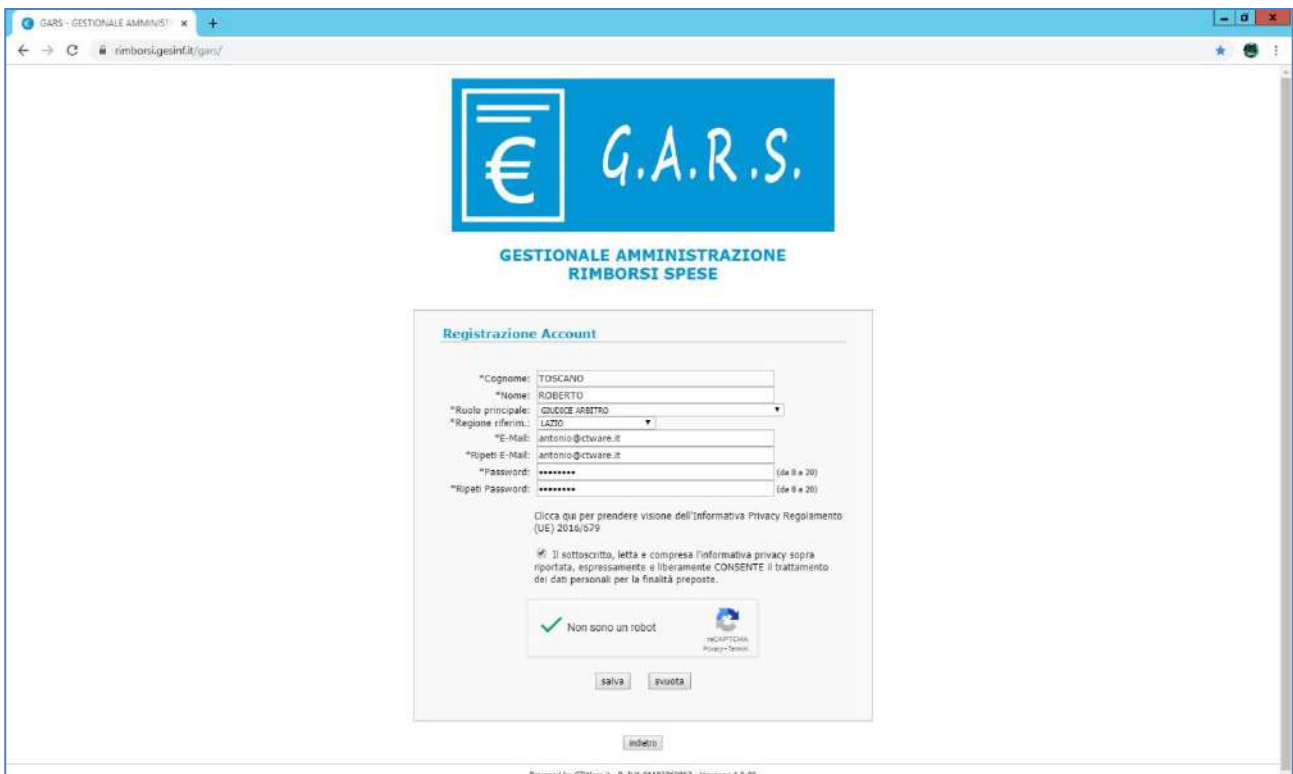 GARS - GESTIONALE AMMINIST
rimborsi.gesinf.it/gars/
€ G.A.R.S.
GESTIONALE AMMINISTRAZIONE
RIMBORSI SPESE
Registrazione Account
*Cognome: TOSCANO
*Nome: ROBERTO
*Ruolo principale: GIUDICE ARBITRO
*Regione riferim.: LAZIO
*E-Mail: antonio@ctware.it
*Ripeti E-Mail: antonio@ctware.it
*Password: •••••••• (da 8 a 20)
*Ripeti Password: •••••••• (da 8 a 20)
Clicca qui per prendere visione dell'Informativa Privacy Regolamento
(UE) 2016/679
Il sottoscritto, letta e compresa l'informativa privacy sopra
riportata, espressamente e liberamente CONSENTE il trattamento
dei dati personali per la finalità preposte.
Non sono un robot
reCAPTCHA
Privacy - Termini
salva svuota
indietro